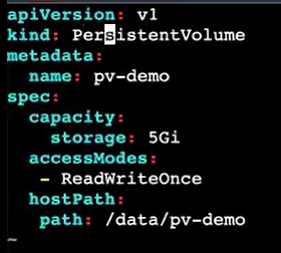 apiVersion: v1
kind: PersistentVolume
metadata:
  name: pv-demo
spec:
  capacity:
    storage: 5Gi
  accessModes:
   - ReadWriteOnce
  hostPath:
   path: /data/pv-demo
~